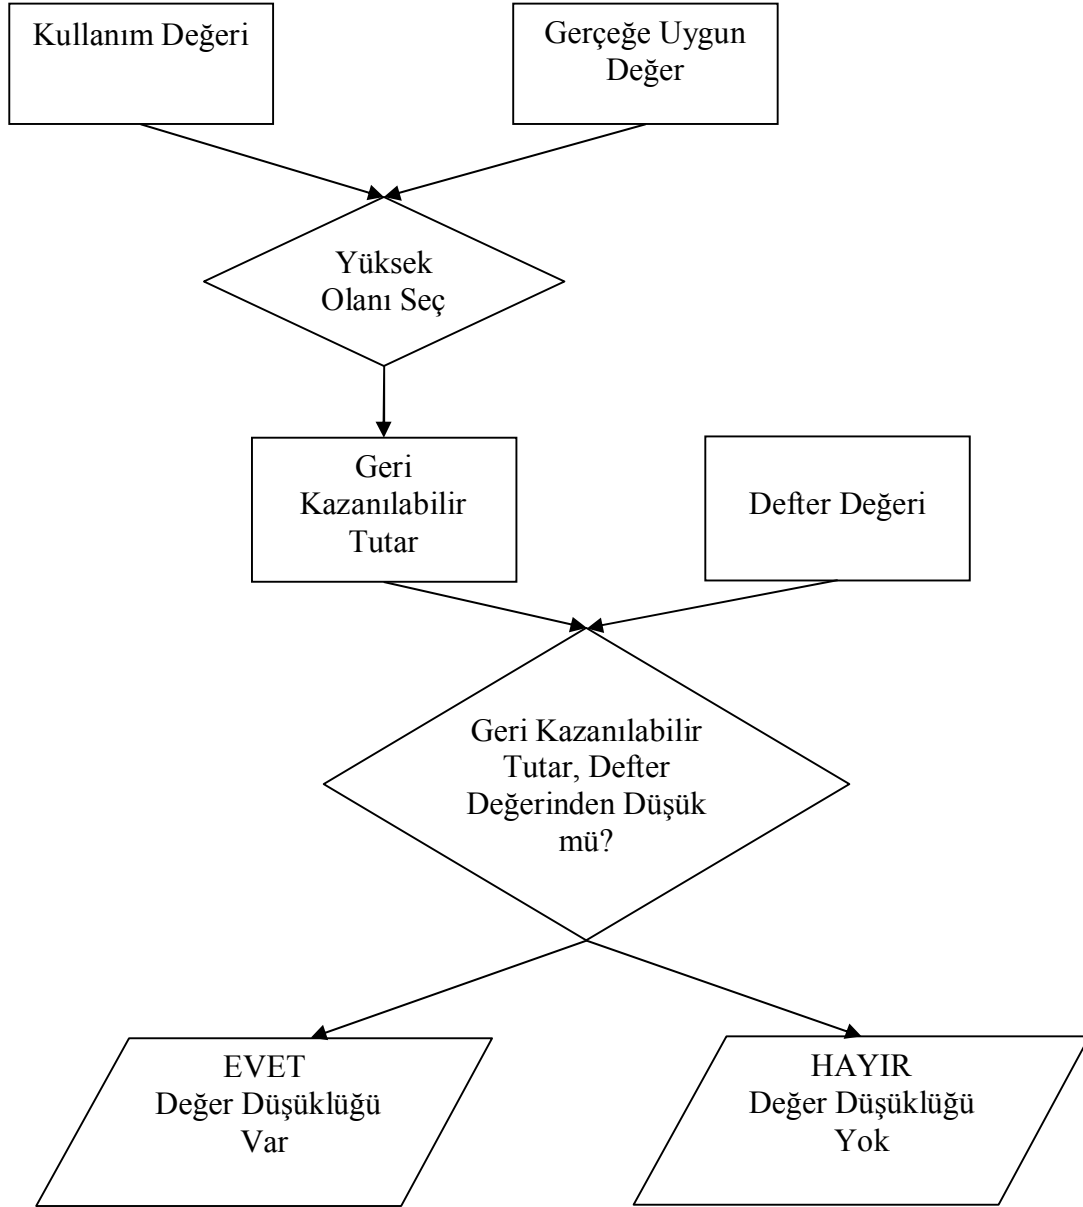 Kullanım Değeri
Gerçeğe Uygun
Değer
Yüksek
Olanı Seç
Geri
Kazanılabilir
Tutar
Defter Değeri
Geri Kazanılabilir
Tutar, Defter
Değerinden Düşük
mü?
EVET
Değer Düşüklüğü
Var
HAYIR
Değer Düşüklüğü
Yok